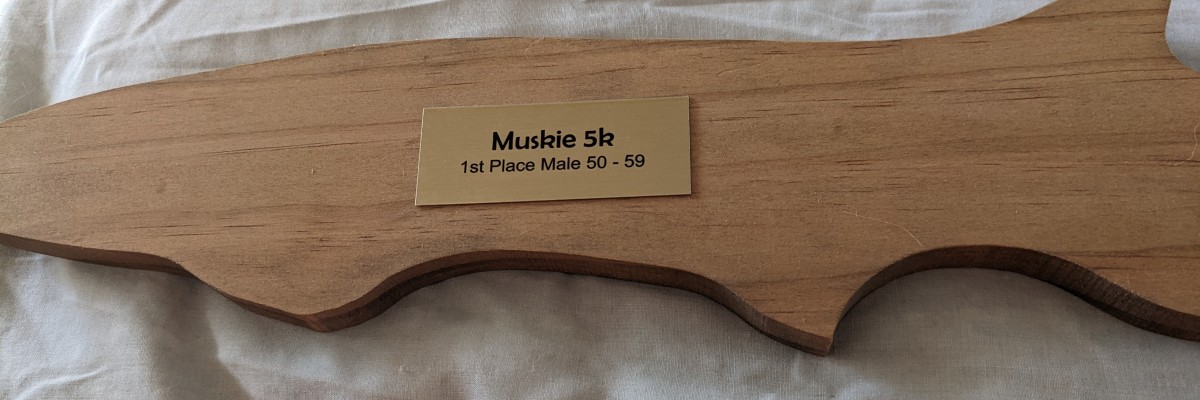 Muskie 5k
1st Place Male 50 - 59